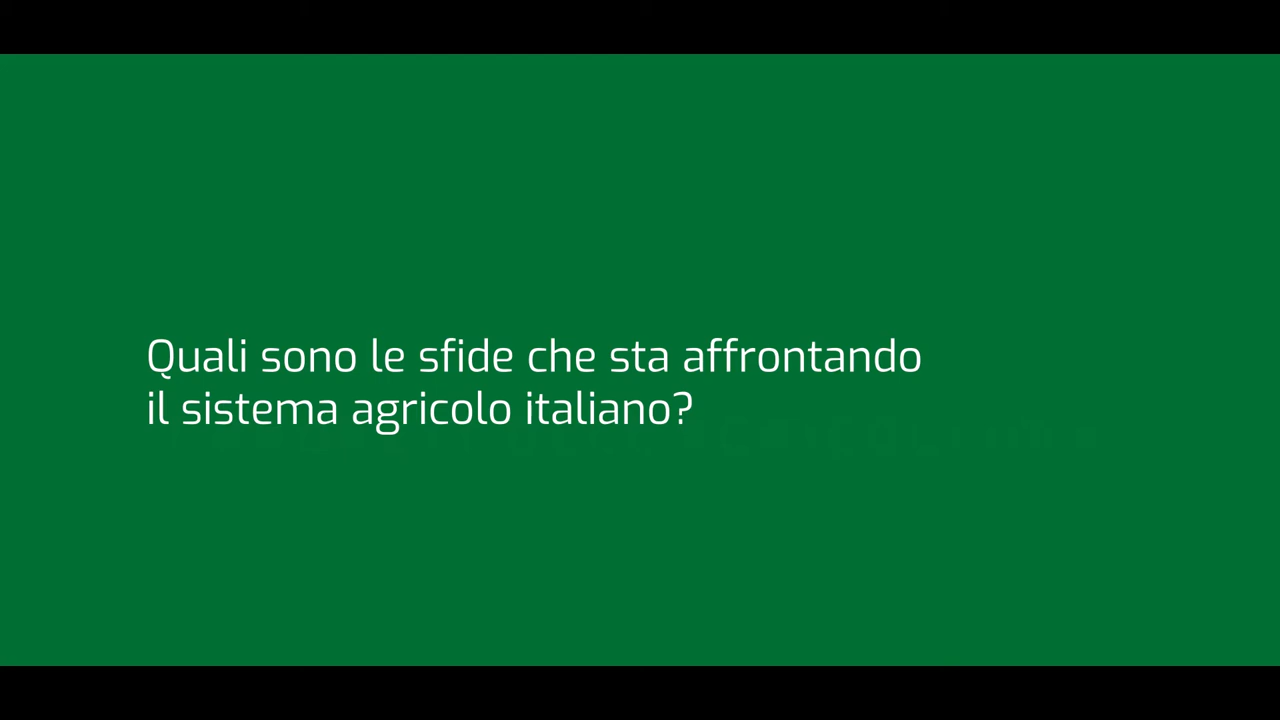 Quali sono le sfide che sta affrontando
il sistema agricolo italiano?